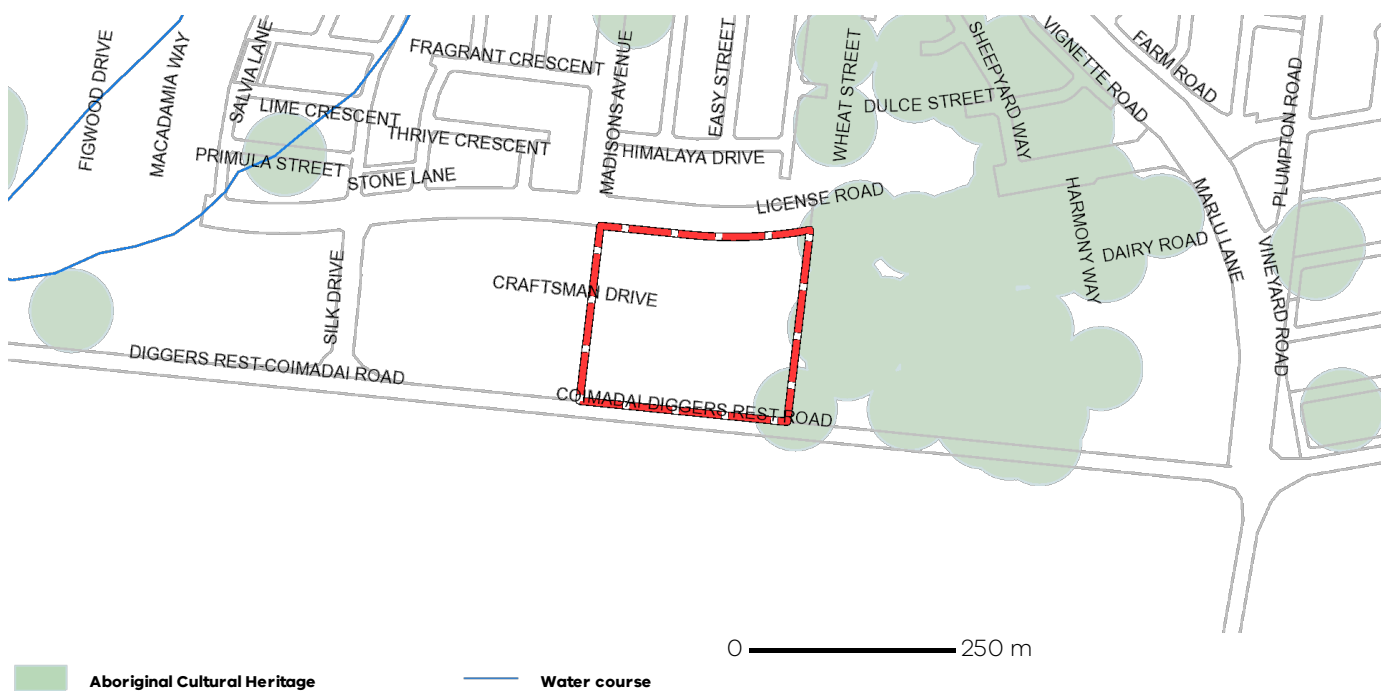 FIGWOOD DRIVE
MACADAMIA WAY
SALVIA LANE
FRAGRANT CRESCENT
MADISONS AVENUE
EASY STREET
WHEAT STREET
SHEEPYARD WAY
VIGNETTE ROAD
FARM ROAD
PLUMPTON ROAD
LIME CRESCENT
THRIVE CRESCENT
DULCE STREET
PRIMULA STREET
STONE LANE
HIMALAYA DRIVE
LICENSE ROAD
HARMONY WAY
MARLU LANE
DAIRY ROAD
VINEYARD ROAD
SILK DRIVE
CRAFTSMAN DRIVE
DIGGERS REST-COIMADAI ROAD
COIMADAI DIGGERS REST ROAD
0 250 m
Aboriginal Cultural Heritage
Water course